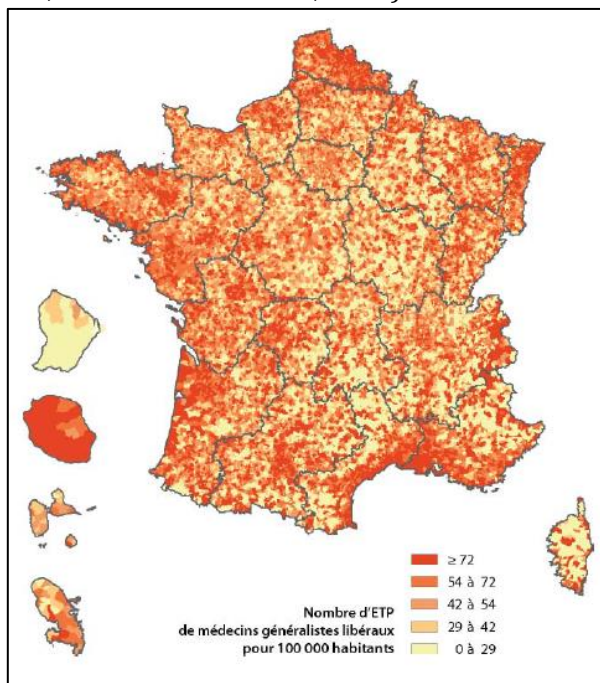 Nombre d'ETP
de médecins généralistes libéraux
pour 100 000 habitants
≥ 72
54 à 72
42 à 54
29 à 42
0 à 29